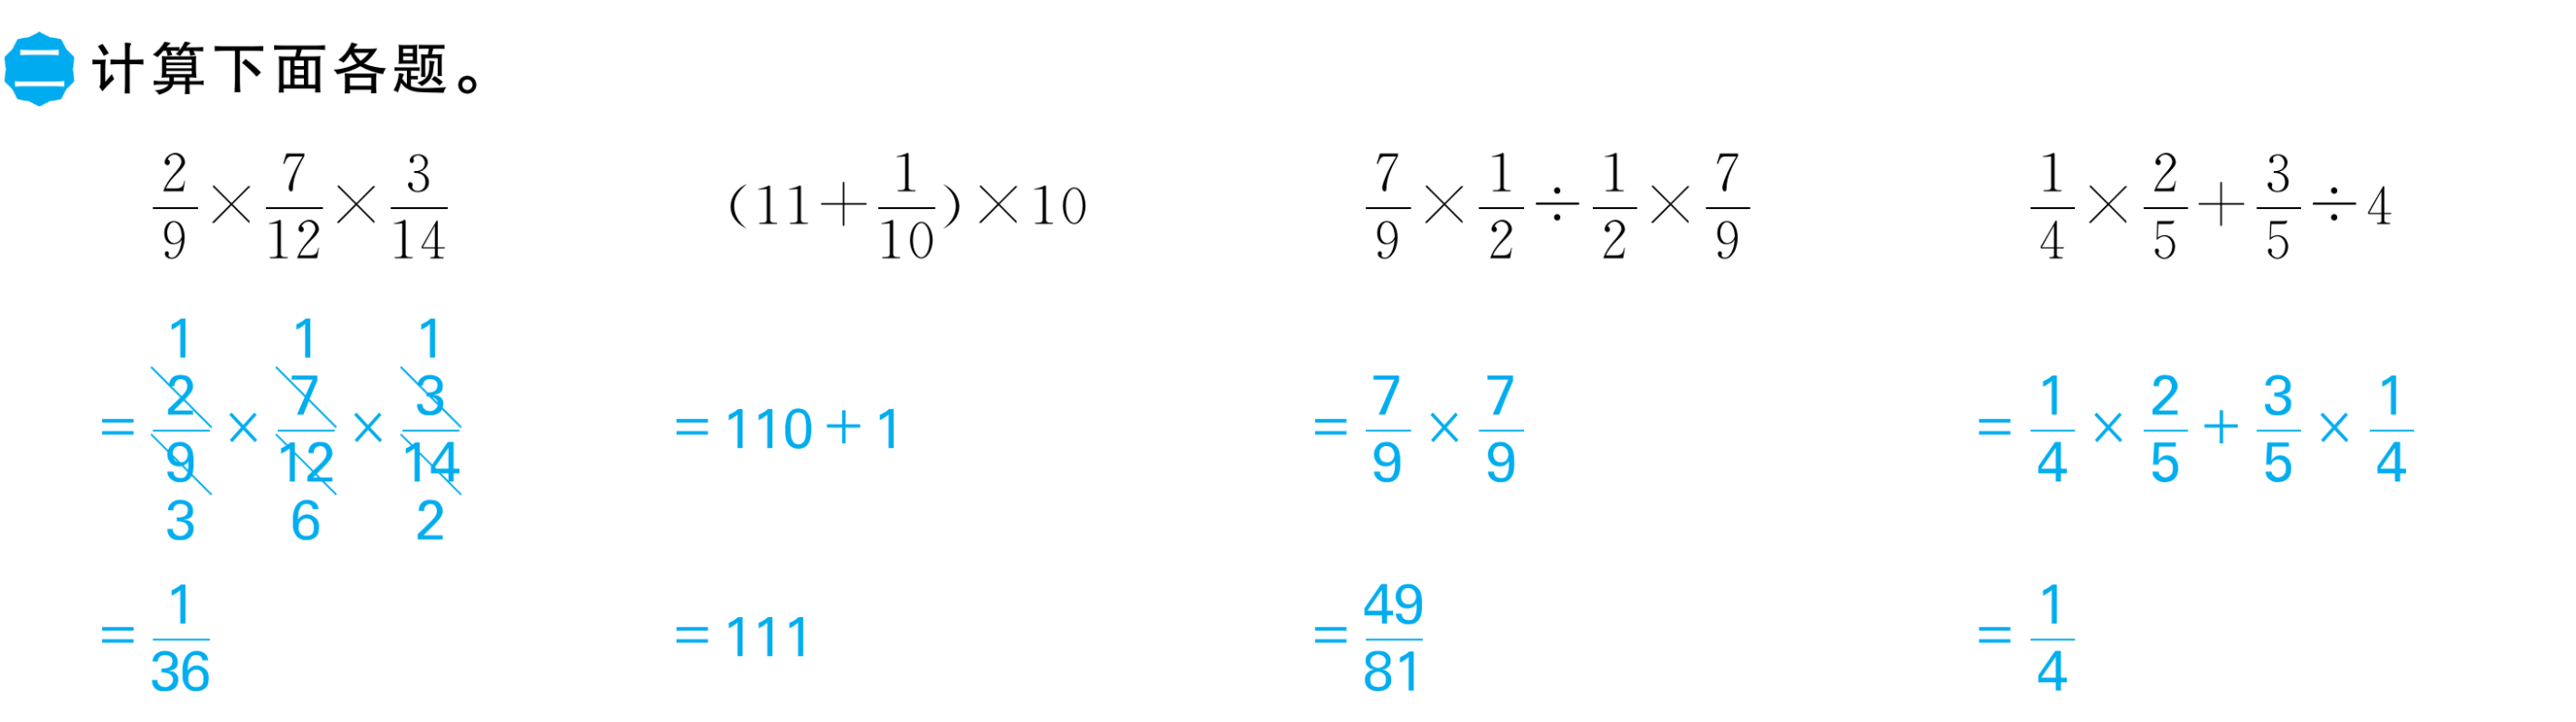 二 计算下面各题。
2/9×7/12×3/14 (11+1/10)×10 7/9×1/2÷1/2×7/9 1/4×2/5+3/5÷4
1 1 1
=2/9×7/12×3/14 =110+1 =7/9×7/9 =1/4×2/5+3/5×1/4
3 6 2
=1/36 =111 =49/81 =1/4